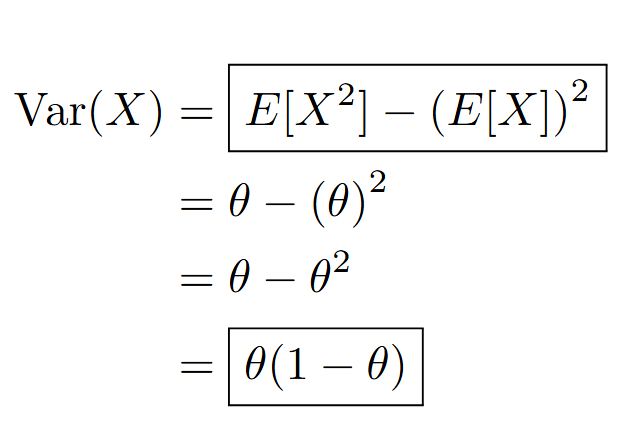 Var(X) = E[X²] − (E[X])²
= θ − (θ)²
= θ − θ²
= θ(1 − θ)